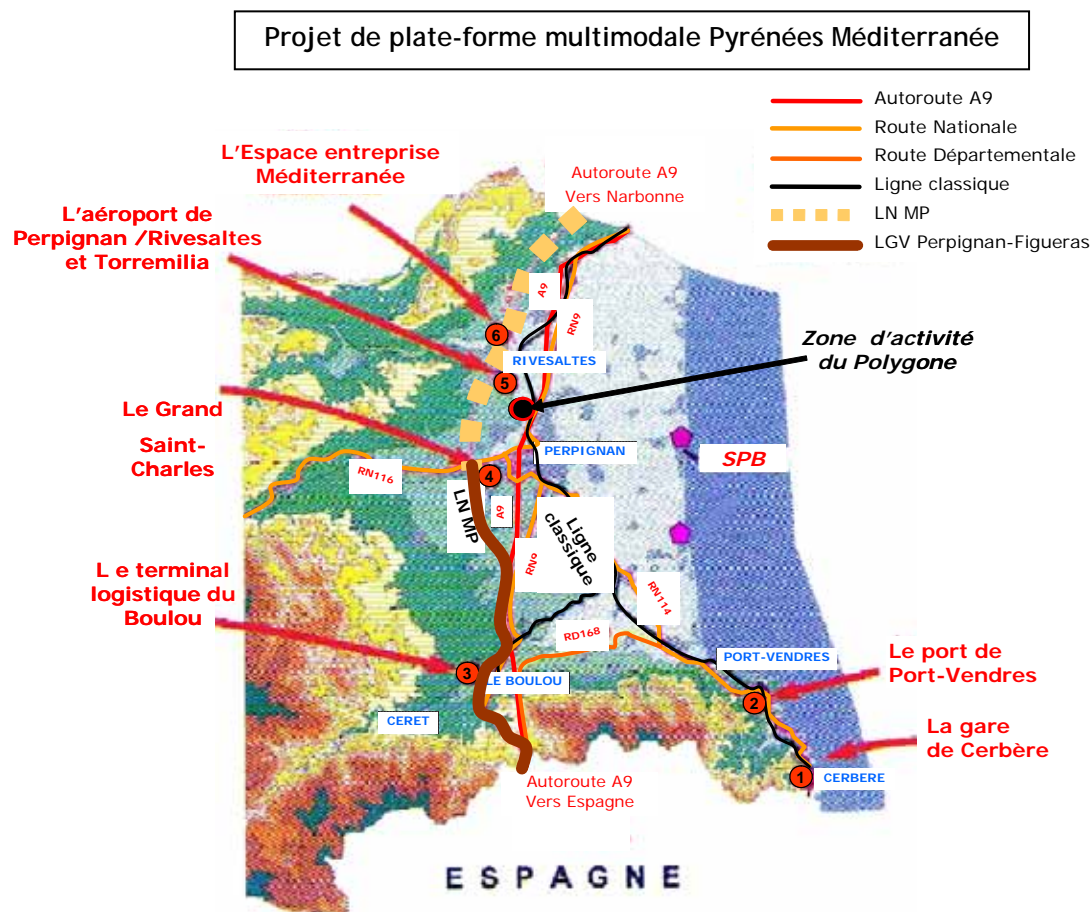 Projet de plate-forme multimodale Pyrénées Méditerranée
Autoroute A9
Route Nationale
Route Départementale
Ligne classique
LN MP
LGV Perpignan-Figueras
L'Espace entreprise
Méditerranée
Autoroute A9
Vers Narbonne
L'aéroport de
Perpignan /Rivesaltes
et Torremilia
A9
RN9
6
RIVESALTES
5
Zone d'activité
du Polygone
Le Grand
Saint-
Charles
PERPIGNAN
SPB
RN116
4
LN MP
A9
RN9
Ligne
classique
L e terminal
logistique du
Boulou
RN114
RD168
3
LE BOULOU
CERET
PORT-VENDRES
2
Le port de
Port-Vendres
La gare
de Cerbère
1
CERBERE
Autoroute A9
Vers Espagne
ESPAGNE